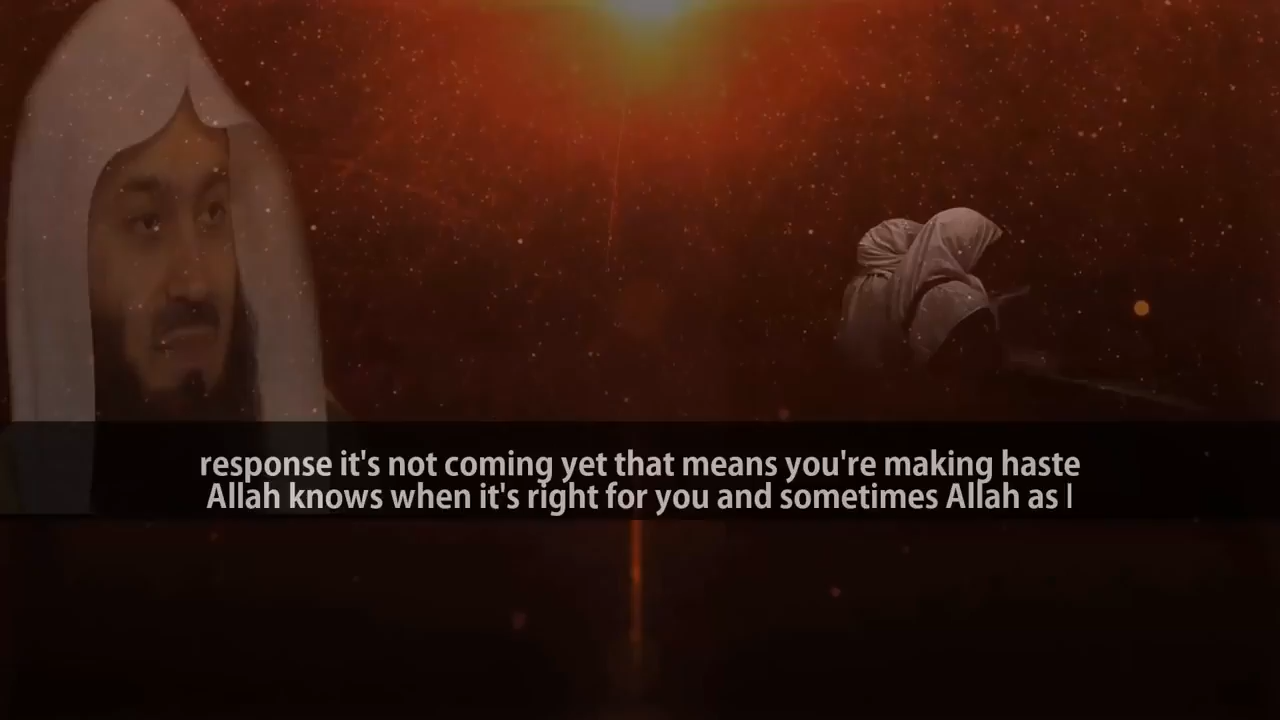 response it's not coming yet that means you're making haste
Allah knows when it's right for you and sometimes Allah as I